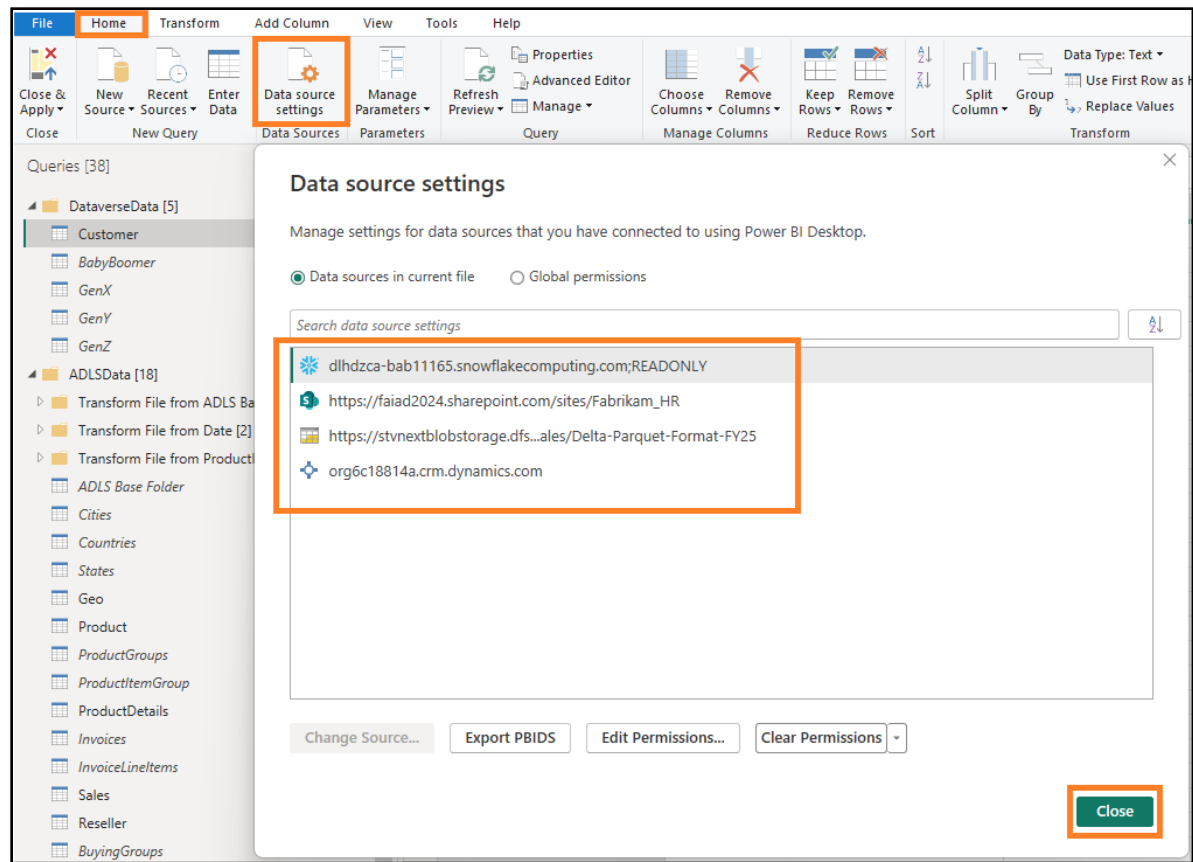 File Home Transform Add Column View Tools Help
Close & Apply
New Source
Recent Sources
Enter Data
Data source settings
Manage Parameters
Refresh Preview
Properties
Advanced Editor
Manage
Choose Columns
Remove Columns
Keep Rows
Remove Rows
Split Column
Group By
Data Type: Text
Use First Row as H
Replace Values
Close New Query Data Sources Parameters Query Manage Columns Reduce Rows Sort Transform
Queries [38]
DataverseData [5]
Customer
BabyBoomer
GenX
GenY
GenZ
ADLSData [18]
Transform File from ADLS Ba
Transform File from Date [2]
Transform File from Productl
ADLS Base Folder
Cities
Countries
States
Geo
Product
ProductGroups
ProductItemGroup
ProductDetails
Invoices
InvoiceLineItems
Sales
Reseller
BuyingGroups
Data source settings
Manage settings for data sources that you have connected to using Power BI Desktop.
Data sources in current file Global permissions
Search data source settings
dlhdzca-bab11165.snowflakecomputing.com;READONLY
https://faiad2024.sharepoint.com/sites/Fabrikam_HR
https://stvnextblobstorage.dfs...ales/Delta-Parquet-Format-FY25
org6c18814a.crm.dynamics.com
Change Source... Export PBIDS Edit Permissions... Clear Permissions
Close